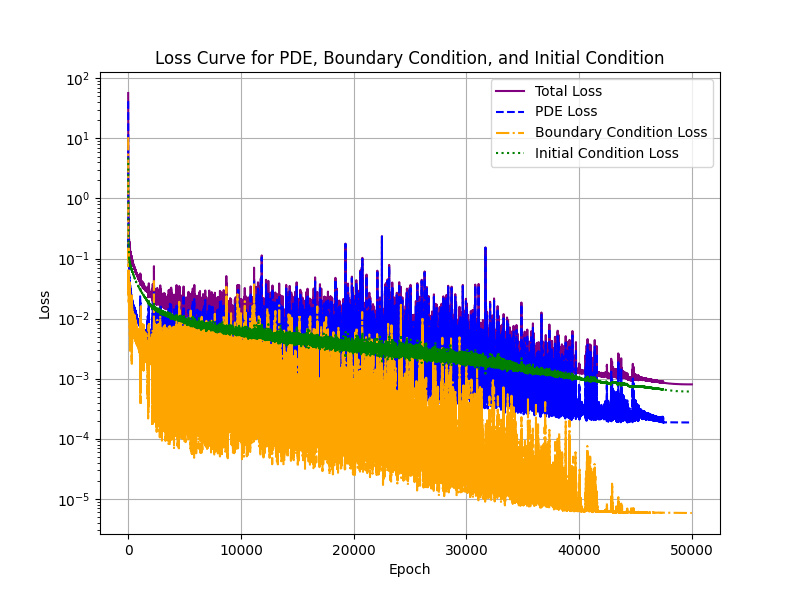 Loss Curve for PDE, Boundary Condition, and Initial Condition
10^2
10^1
10^0
10^-1
10^-2
10^-3
10^-4
10^-5
Loss
Total Loss
PDE Loss
Boundary Condition Loss
Initial Condition Loss
0 10000 20000 30000 40000 50000
Epoch